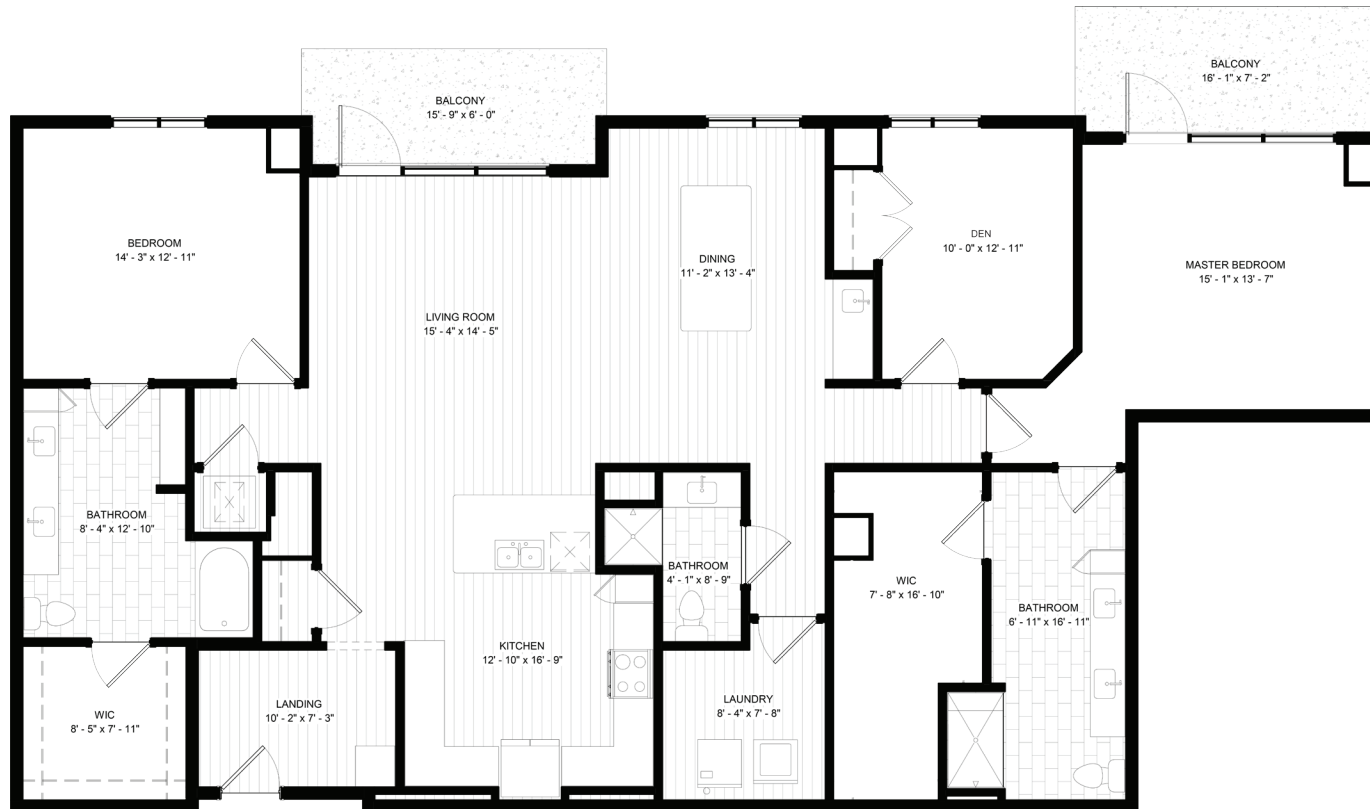 BALCONY
16' - 1" x 7' - 2"
BALCONY
15' - 9" x 6' - 0"
BEDROOM
14' - 3" x 12' - 11"
DEN
10' - 0" x 12' - 11"
DINING
11' - 2" x 13' - 4"
MASTER BEDROOM
15' - 1" x 13' - 7"
LIVING ROOM
15' - 4" x 14' - 5"
BATHROOM
8' - 4" x 12' - 10"
BATHROOM
4' - 1" x 8' - 9"
WIC
7' - 8" x 16' - 10"
BATHROOM
6' - 11" x 16' - 11"
KITCHEN
12' - 10" x 16' - 9"
LANDING
10' - 2" x 7' - 3"
LAUNDRY
8' - 4" x 7' - 8"
WIC
8' - 5" x 7' - 11"